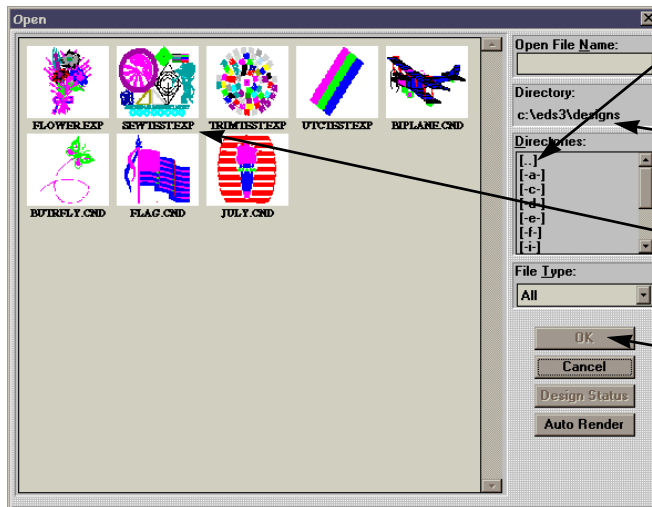 Open
FLOWER.EXP SEWTEST.EXP TRIMTEST.EXP UTCTEST.EXP BIPLANE.CND
BUTRFLY.CND FLAG.CND JULY.CND
Open File Name:
Directory:
c:\eds3\designs
Directories:
[..]
[-a-]
[-c-]
[-d-]
[-e-]
[-f-]
[-i-]
File Type:
All
OK
Cancel
Design Status
Auto Render